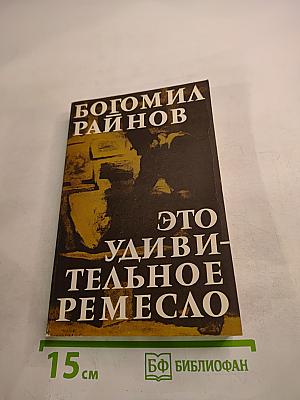 БОГОМИЛ
РАЙНОВ
ЭТО
УДИВИ-
ТЕЛЬНОЕ
РЕМЕСЛО
15 см
БФ БИБЛИОФАН